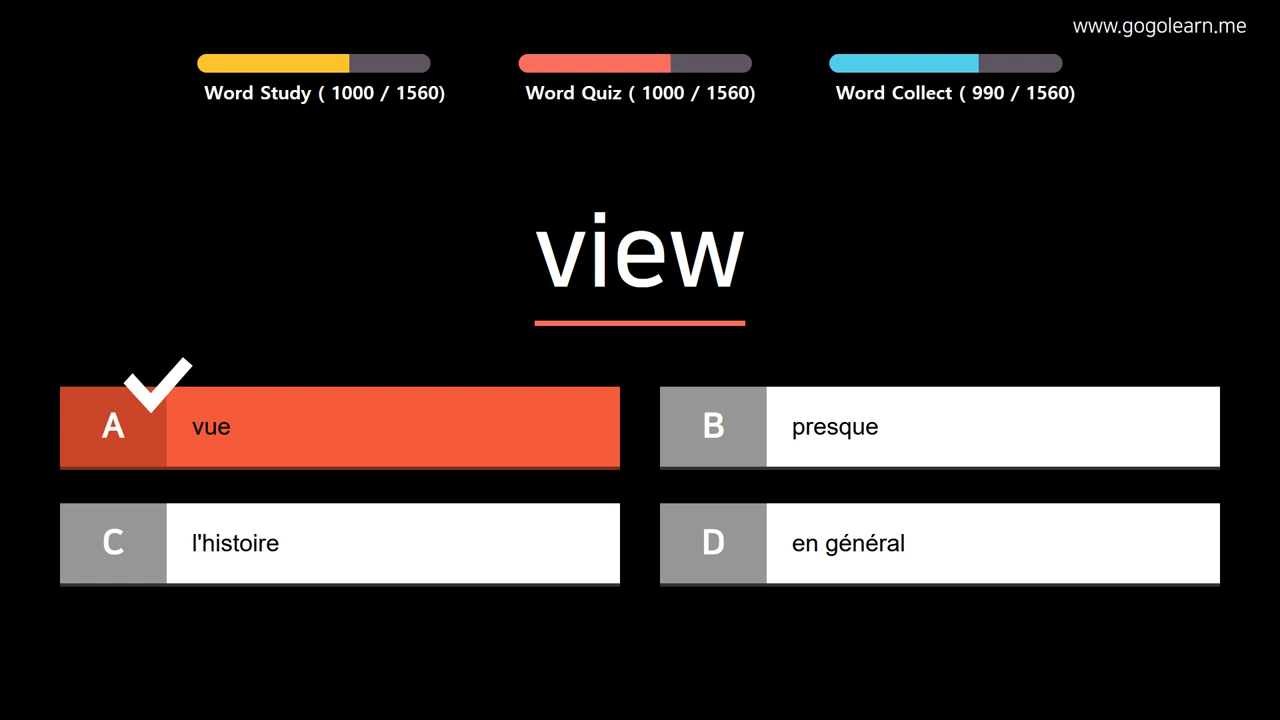 www.gogolearn.me
Word Study ( 1000 / 1560)
Word Quiz ( 1000 / 1560)
Word Collect ( 990 / 1560)
view
A vue
B presque
C l'histoire
D en général